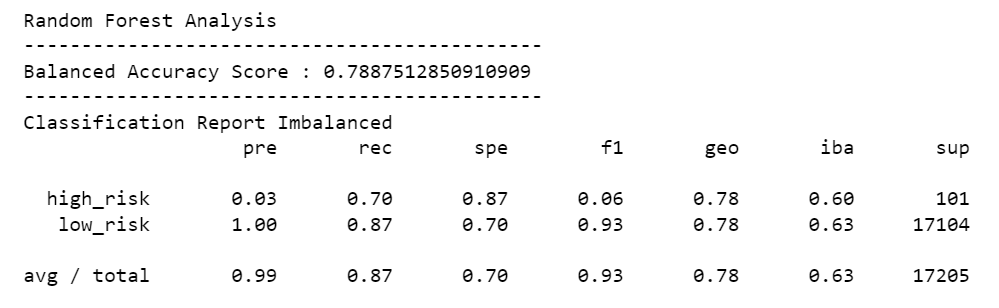 Random Forest Analysis
---------------------------------------------
Balanced Accuracy Score : 0.7887512850910909
---------------------------------------------
Classification Report Imbalanced
pre rec spe f1 geo iba sup
high_risk 0.03 0.70 0.87 0.06 0.78 0.60 101
low_risk 1.00 0.87 0.70 0.93 0.78 0.63 17104
avg / total 0.99 0.87 0.70 0.93 0.78 0.63 17205